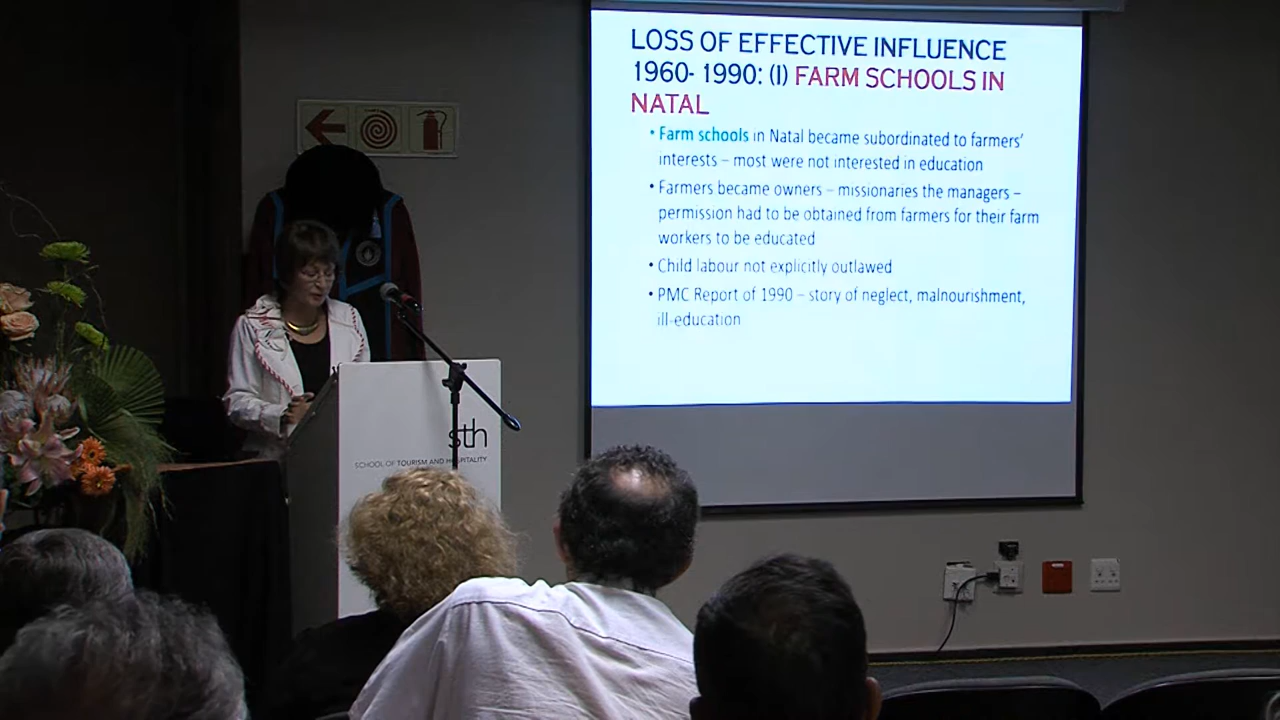 LOSS OF EFFECTIVE INFLUENCE
1960- 1990: (I) FARM SCHOOLS IN
NATAL
• Farm schools in Natal became subordinated to farmers'
interests – most were not interested in education
• Farmers became owners – missionaries the managers –
permission had to be obtained from farmers for their farm
workers to be educated
• Child labour not explicitly outlawed
• PMC Report of 1990 – story of neglect, malnourishment,
ill-education
sth
SCHOOL OF TOURISM AND HOSPITALITY